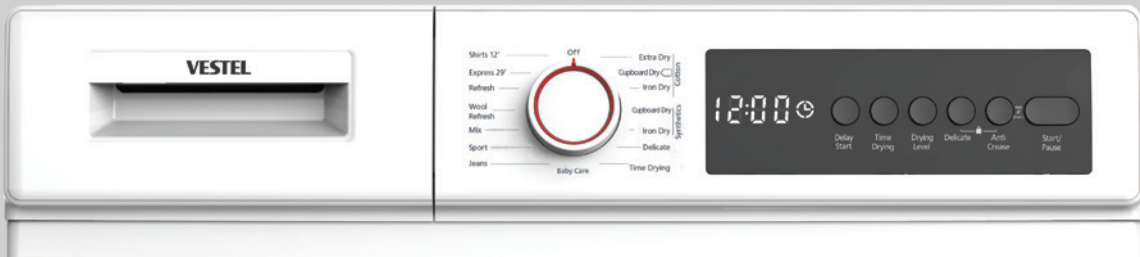 VESTEL
Off
Shirts 12'
Express 29'
Refresh
Wool
Refresh
Mix
Sport
Jeans
Baby Care
Extra Dry
Cupboard Dry
Iron Dry
Cotton
Cupboard Dry
Iron Dry
Synthetics
Delicate
Time Drying
12:00
Delay
Start
Time
Drying
Drying
Level
Delicate
Anti
Crease
Start/
Pause